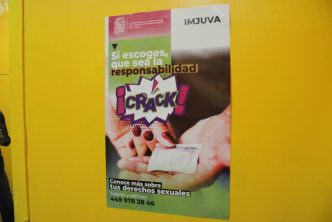 IMJUVA
Si escoges,
que sea la
responsabilidad
¡CRACK!
Conoce más sobre
tus derechos sexuales
449 978 28 46